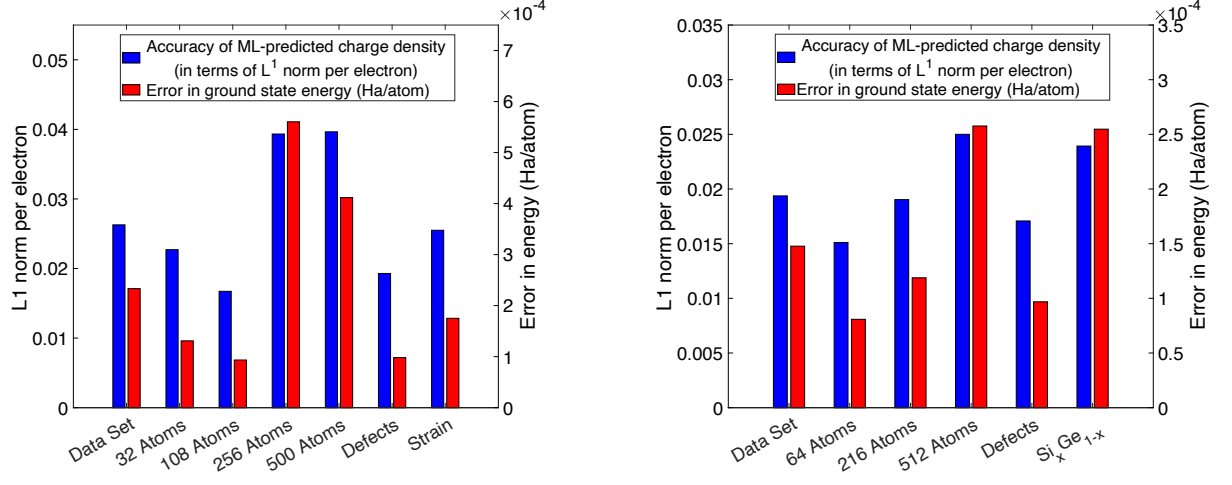 ×10⁻⁴
Accuracy of ML-predicted charge density
(in terms of L¹ norm per electron)
Error in ground state energy (Ha/atom)
L1 norm per electron
0.05
0.04
0.03
0.02
0.01
0
Error in energy (Ha/atom)
7
6
5
4
3
2
1
0
Data Set
32 Atoms
108 Atoms
256 Atoms
500 Atoms
Defects
Strain
×10⁻⁴
Accuracy of ML-predicted charge density
(in terms of L¹ norm per electron)
Error in ground state energy (Ha/atom)
L1 norm per electron
0.035
0.03
0.025
0.02
0.015
0.01
0.005
0
Error in energy (Ha/atom)
3.5
3
2.5
2
1.5
1
0.5
0
Data Set
64 Atoms
216 Atoms
512 Atoms
Defects
SiₓGe₁₋ₓ